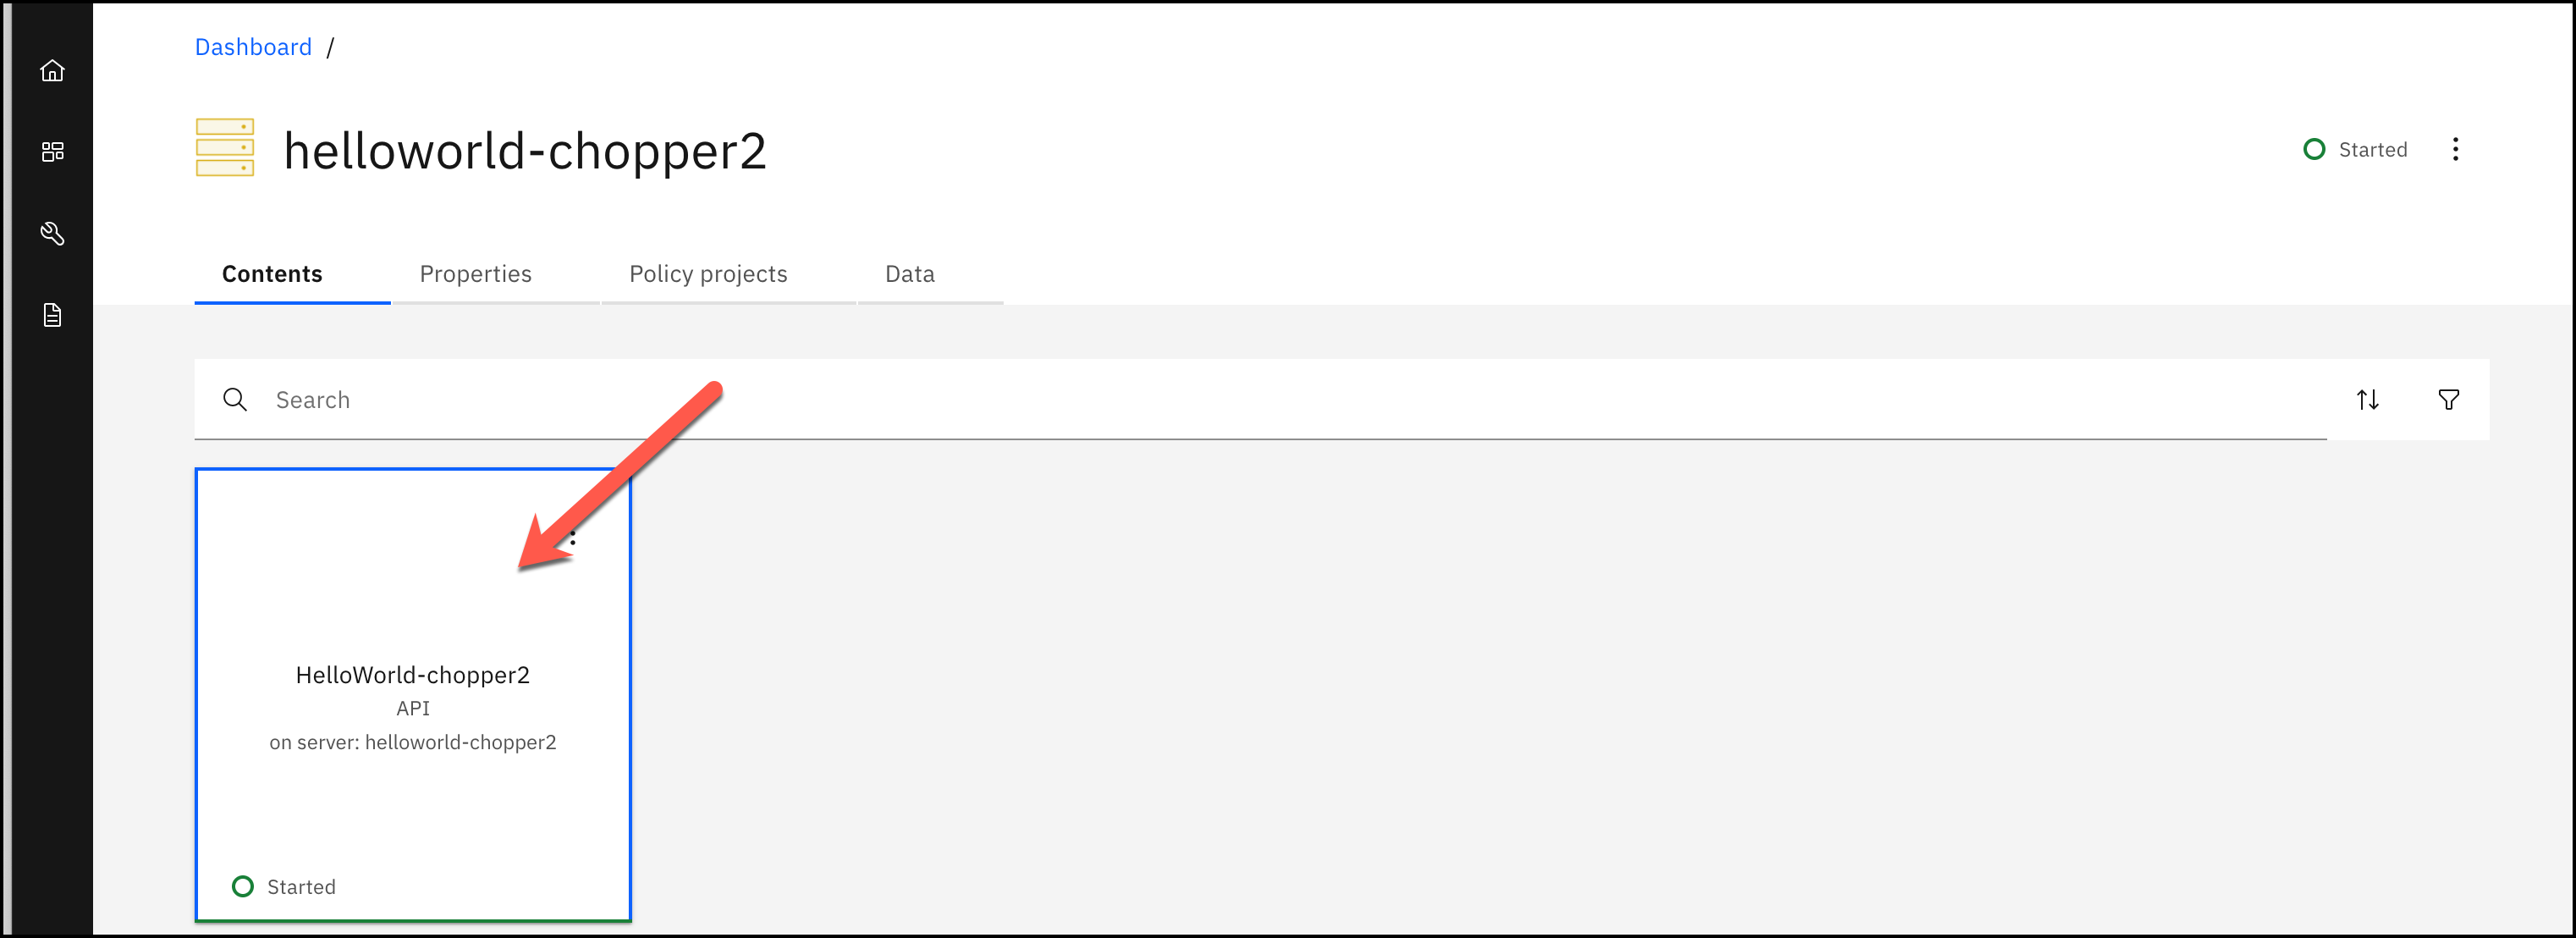 Dashboard /
helloworld-chopper2
Started
Contents Properties Policy projects Data
Search
HelloWorld-chopper2
API
on server: helloworld-chopper2
Started